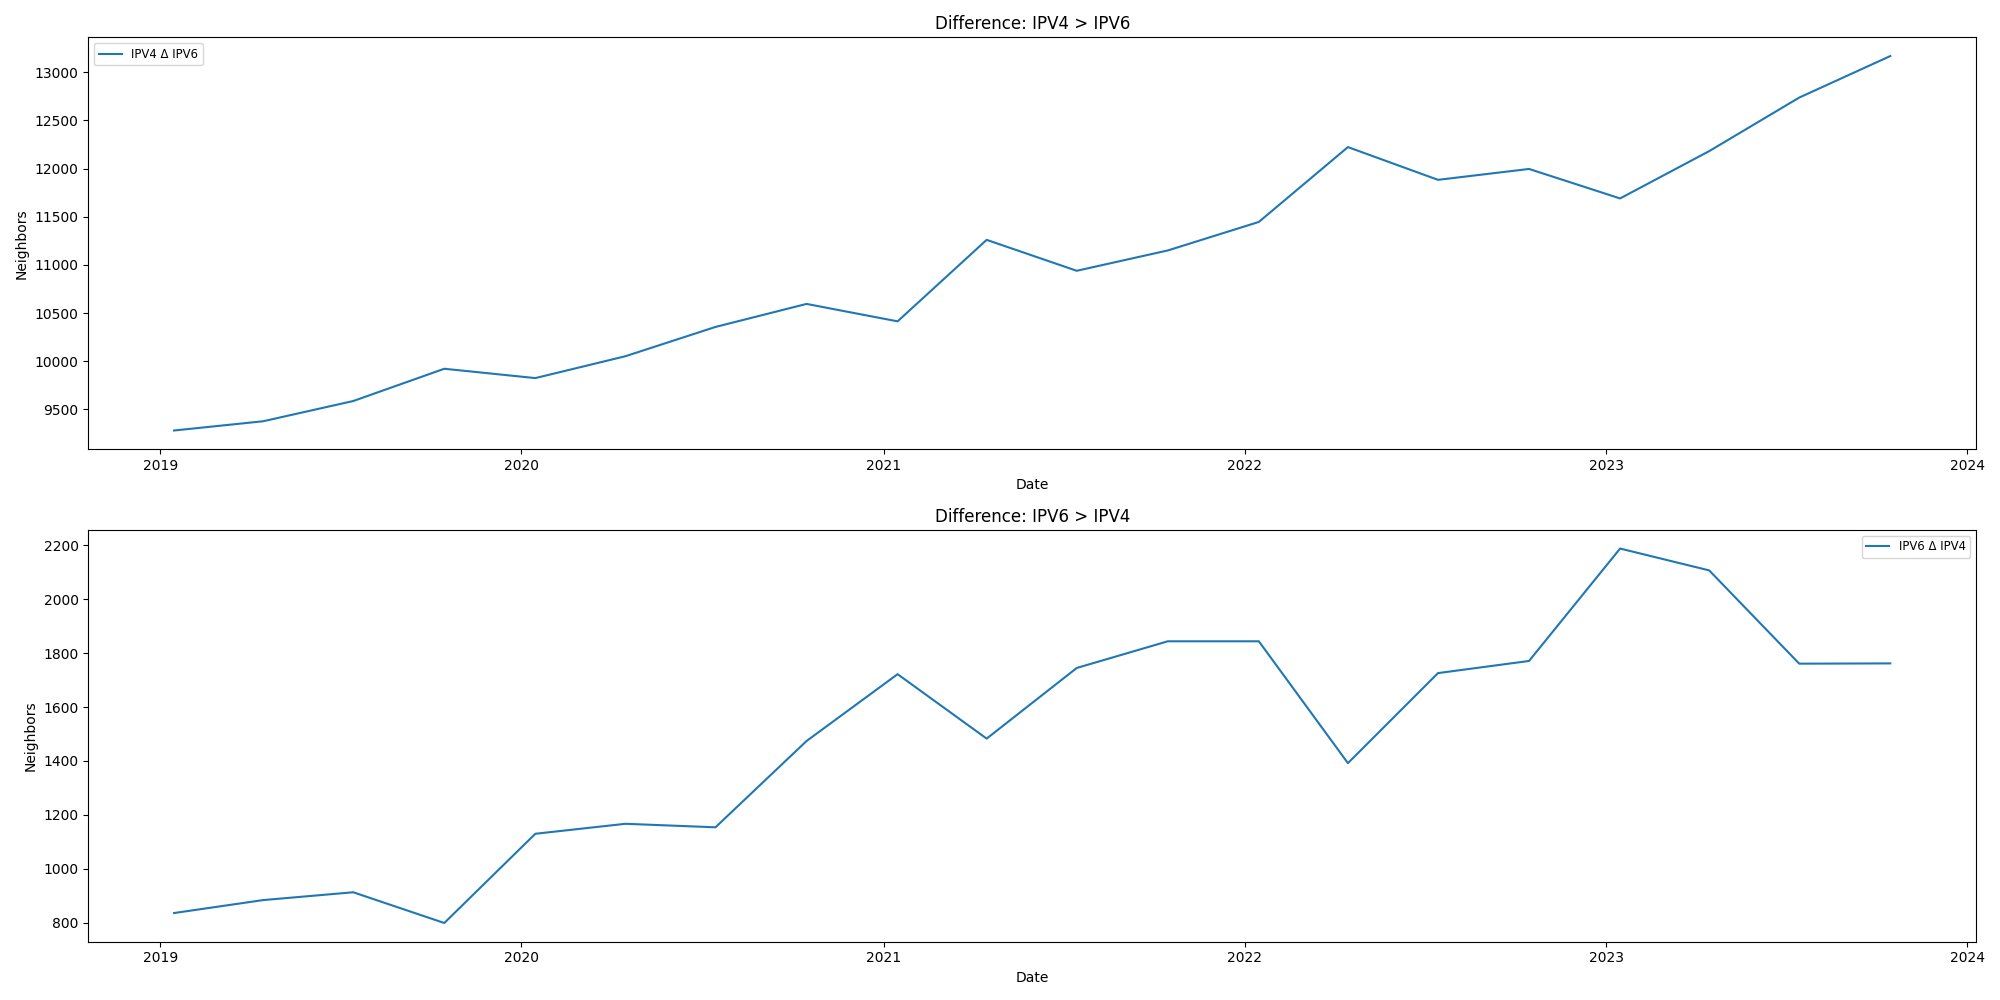 Difference: IPV4 > IPV6
IPV4 Δ IPV6
13000
12500
12000
11500
11000
10500
10000
9500
Neighbors
2019 2020 2021 2022 2023 2024
Date
Difference: IPV6 > IPV4
IPV6 Δ IPV4
2200
2000
1800
1600
1400
1200
1000
800
Neighbors
2019 2020 2021 2022 2023 2024
Date